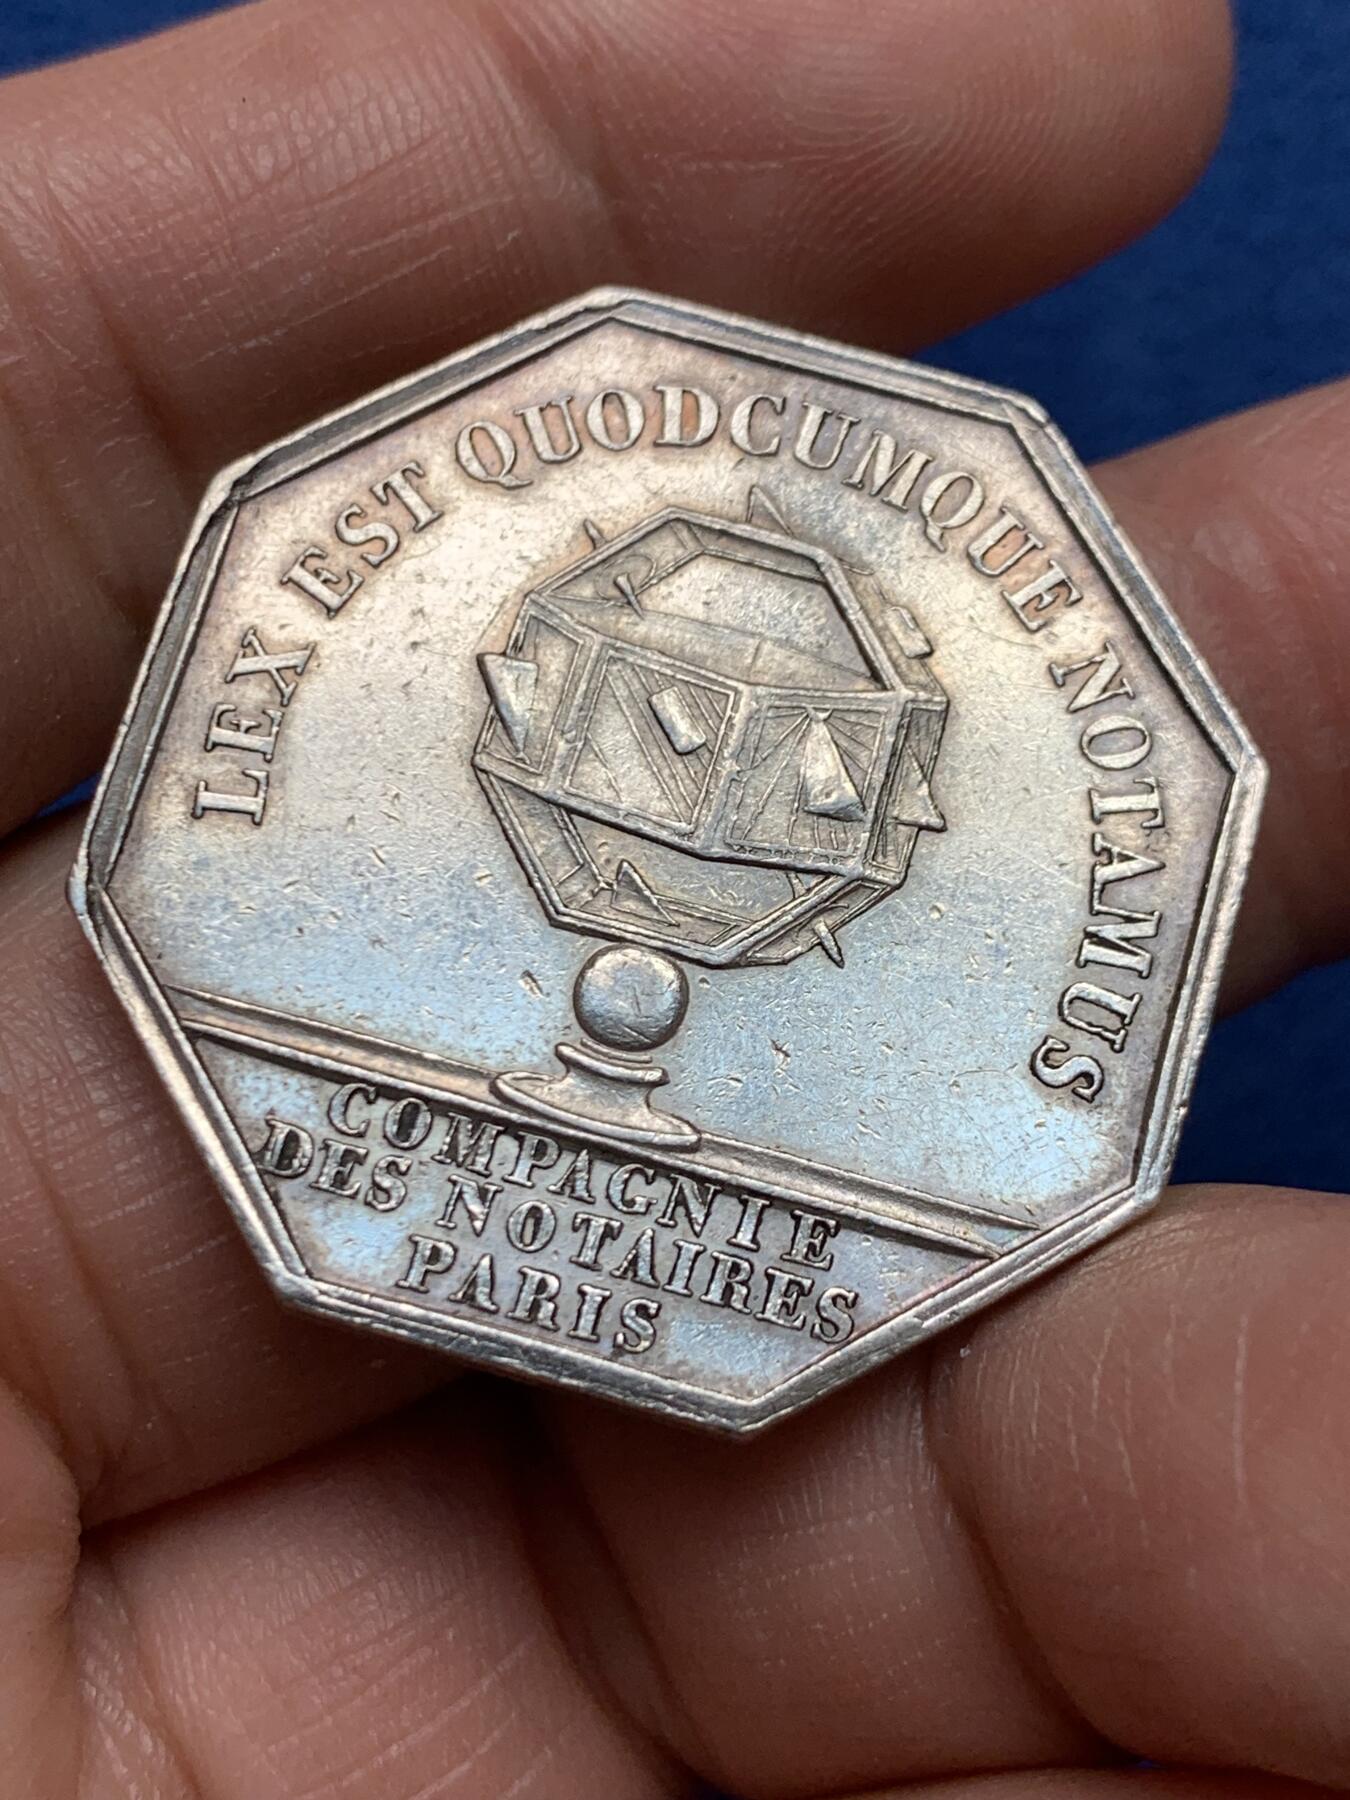 LEX EST QUODCUMQUE NOTAMUS
COMPAGNIE
DES NOTAIRES
PARIS